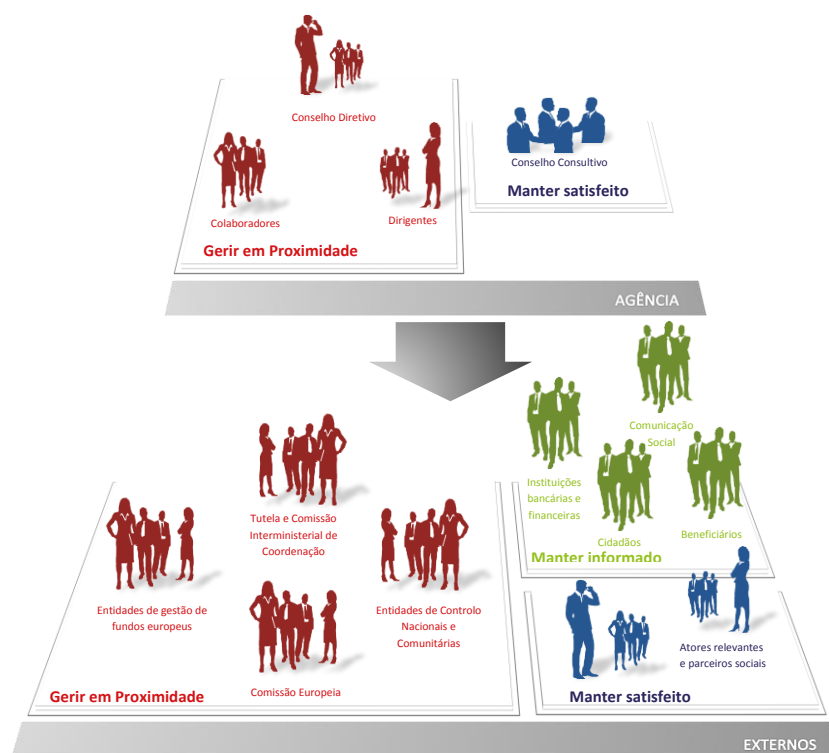 Conselho Diretivo
Colaboradores
Dirigentes
Gerir em Proximidade
Conselho Consultivo
Manter satisfeito
AGÊNCIA
Tutela e Comissão
Interministerial de
Coordenação
Entidades de gestão de
fundos europeus
Entidades de Controlo
Nacionais e
Comunitárias
Comissão Europeia
Gerir em Proximidade
Comunicação
Social
Instituições
bancárias e
financeiras
Cidadãos
Beneficiários
Manter informado
Atores relevantes
e parceiros sociais
Manter satisfeito
EXTERNOS